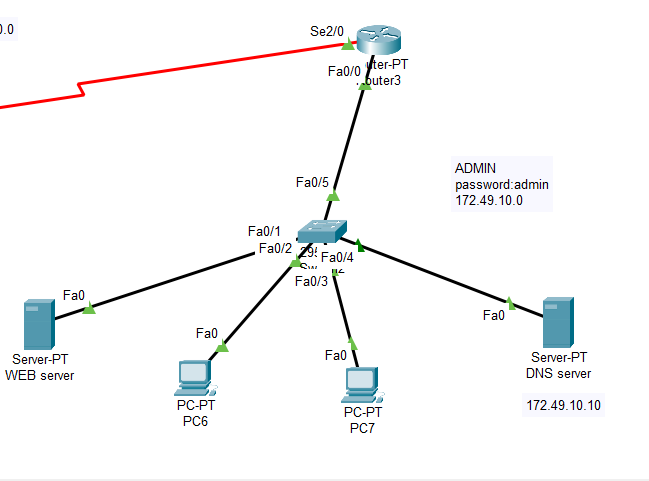 .0
Se2/0
Fa0/0
uter-PT
outer3
ADMIN
password:admin
172.49.10.0
Fa0/5
Fa0/1
Fa0/2
Fa0/4
Fa0/3
Fa0
Server-PT
WEB server
Fa0
PC-PT
PC6
Fa0
PC-PT
PC7
Fa0
Server-PT
DNS server
172.49.10.10